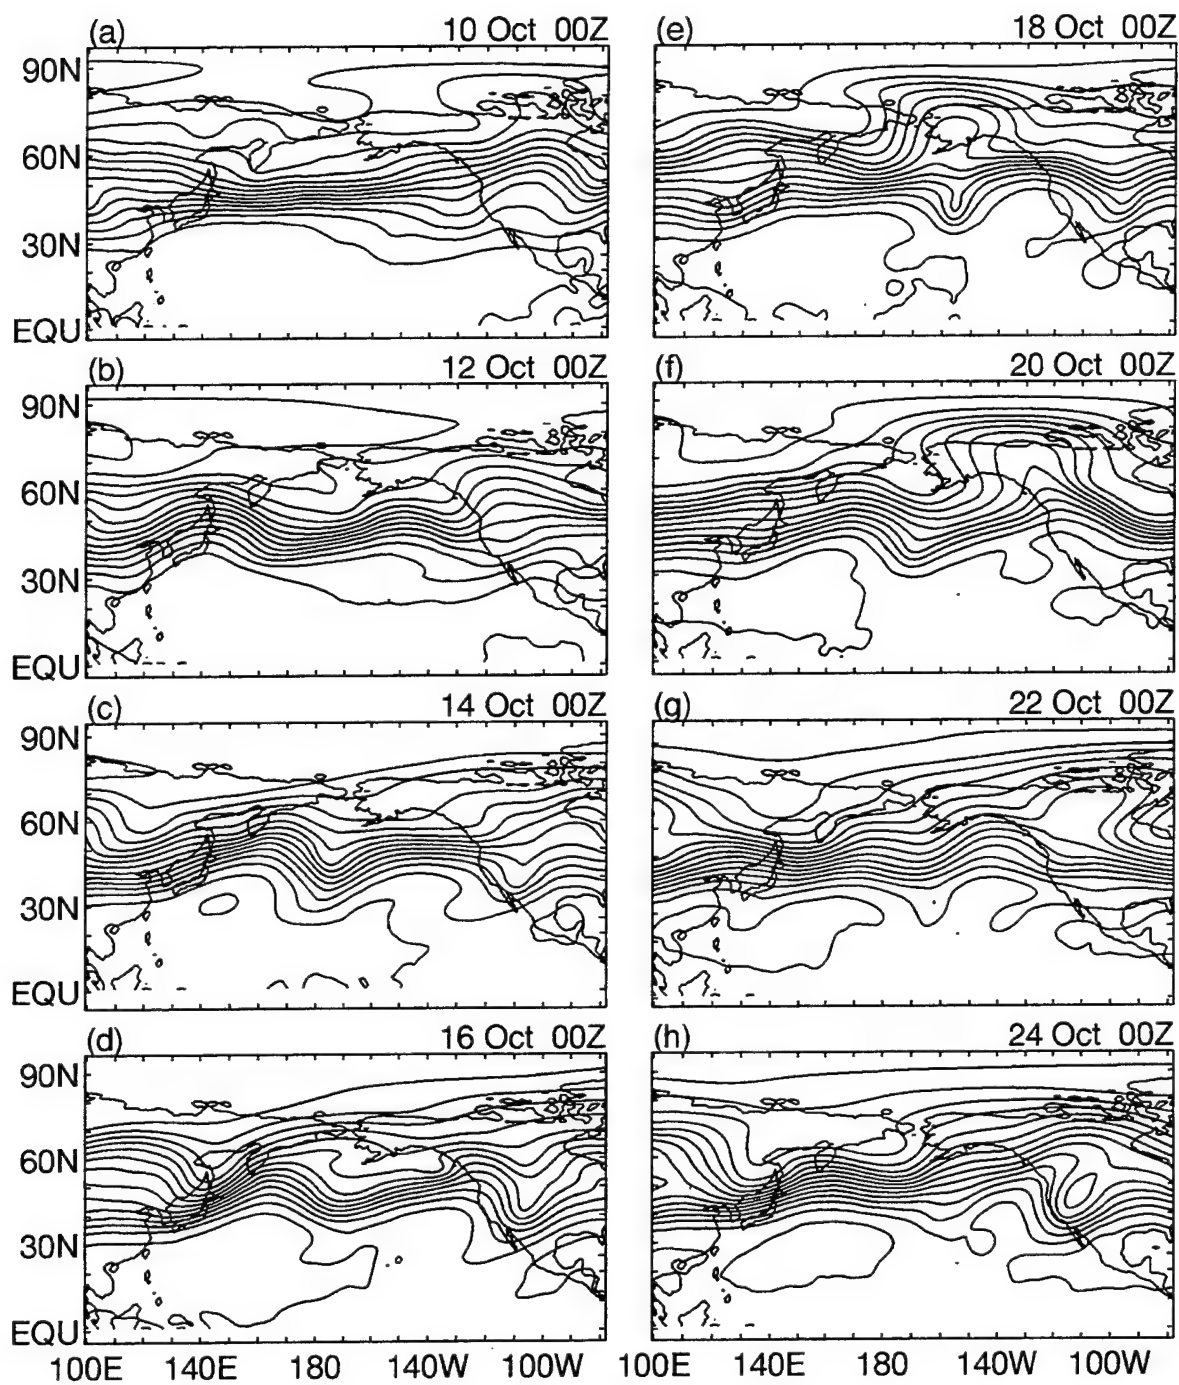 (a) 10 Oct 00Z
90N
60N
30N
EQU
(b) 12 Oct 00Z
90N
60N
30N
EQU
(c) 14 Oct 00Z
90N
60N
30N
EQU
(d) 16 Oct 00Z
90N
60N
30N
EQU
100E 140E 180 140W 100W
(e) 18 Oct 00Z
(f) 20 Oct 00Z
(g) 22 Oct 00Z
(h) 24 Oct 00Z
100E 140E 180 140W 100W